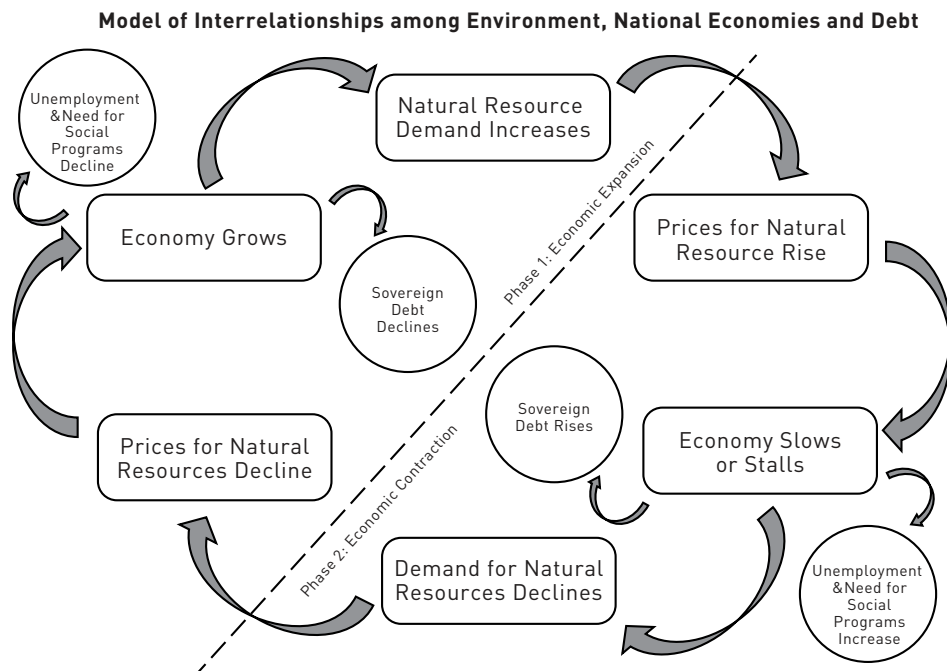 Model of Interrelationships among Environment, National Economies and Debt
Unemployment
&Need for
Social
Programs
Decline
Natural Resource
Demand Increases
Economy Grows
Sovereign
Debt
Declines
Phase 1: Economic Expansion
Prices for Natural
Resource Rise
Prices for Natural
Resources Decline
Phase 2: Economic Contraction
Sovereign
Debt Rises
Economy Slows
or Stalls
Demand for Natural
Resources Declines
Unemployment
&Need for
Social
Programs
Increase